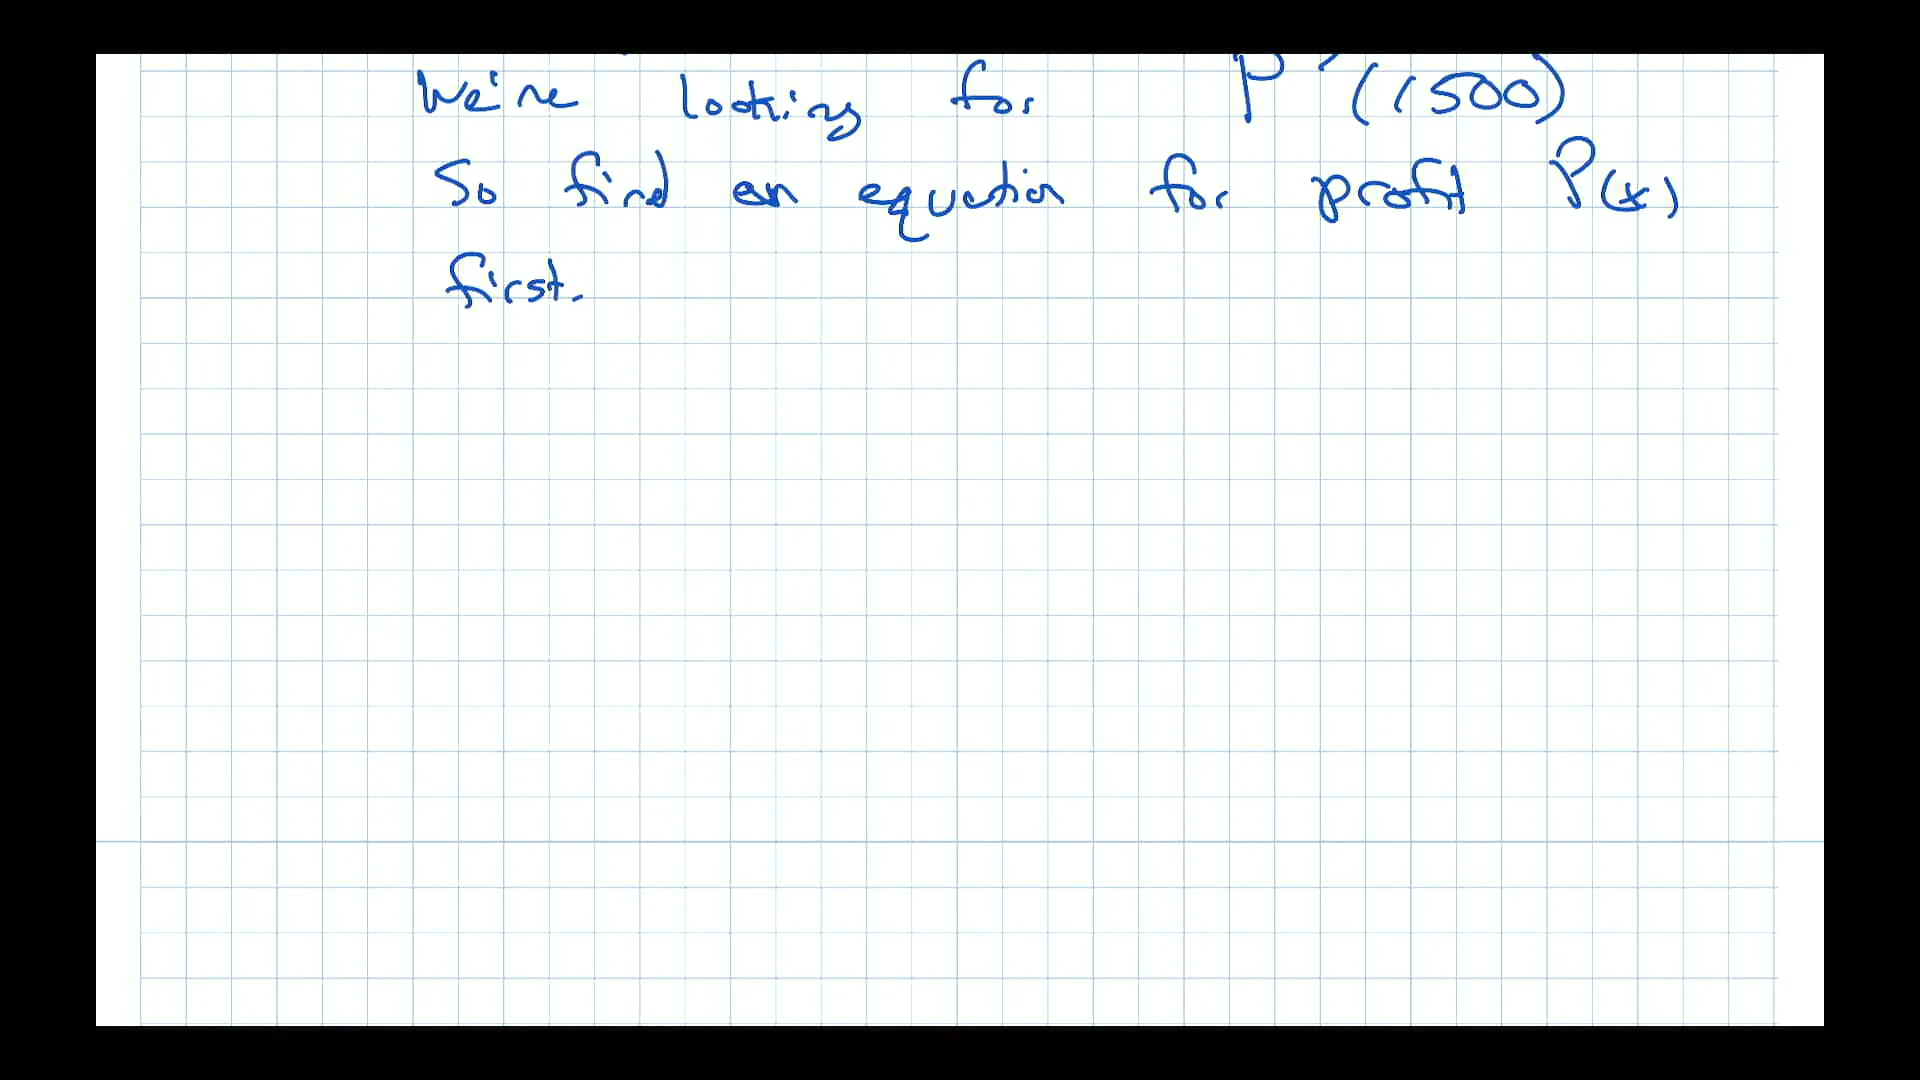 We're looking for P'(1500)
So find an equation for profit P(x)
first.